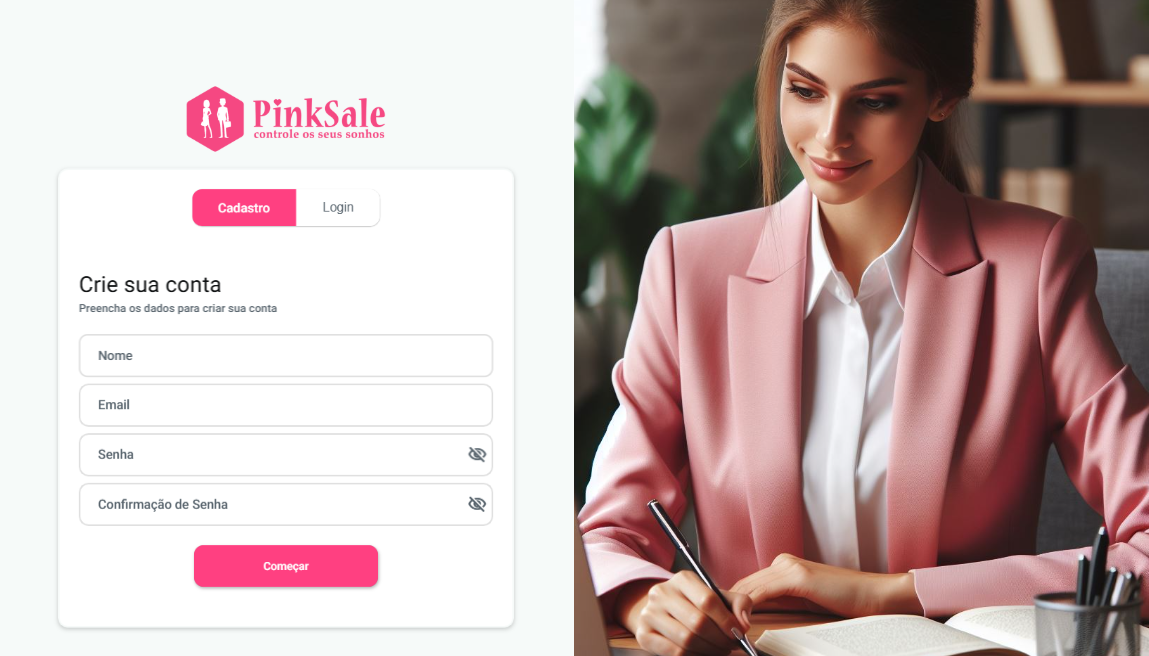 PinkSale
controle os seus sonhos
Cadastro
Login
Crie sua conta
Preencha os dados para criar sua conta
Nome
Email
Senha
Confirmação de Senha
Começar